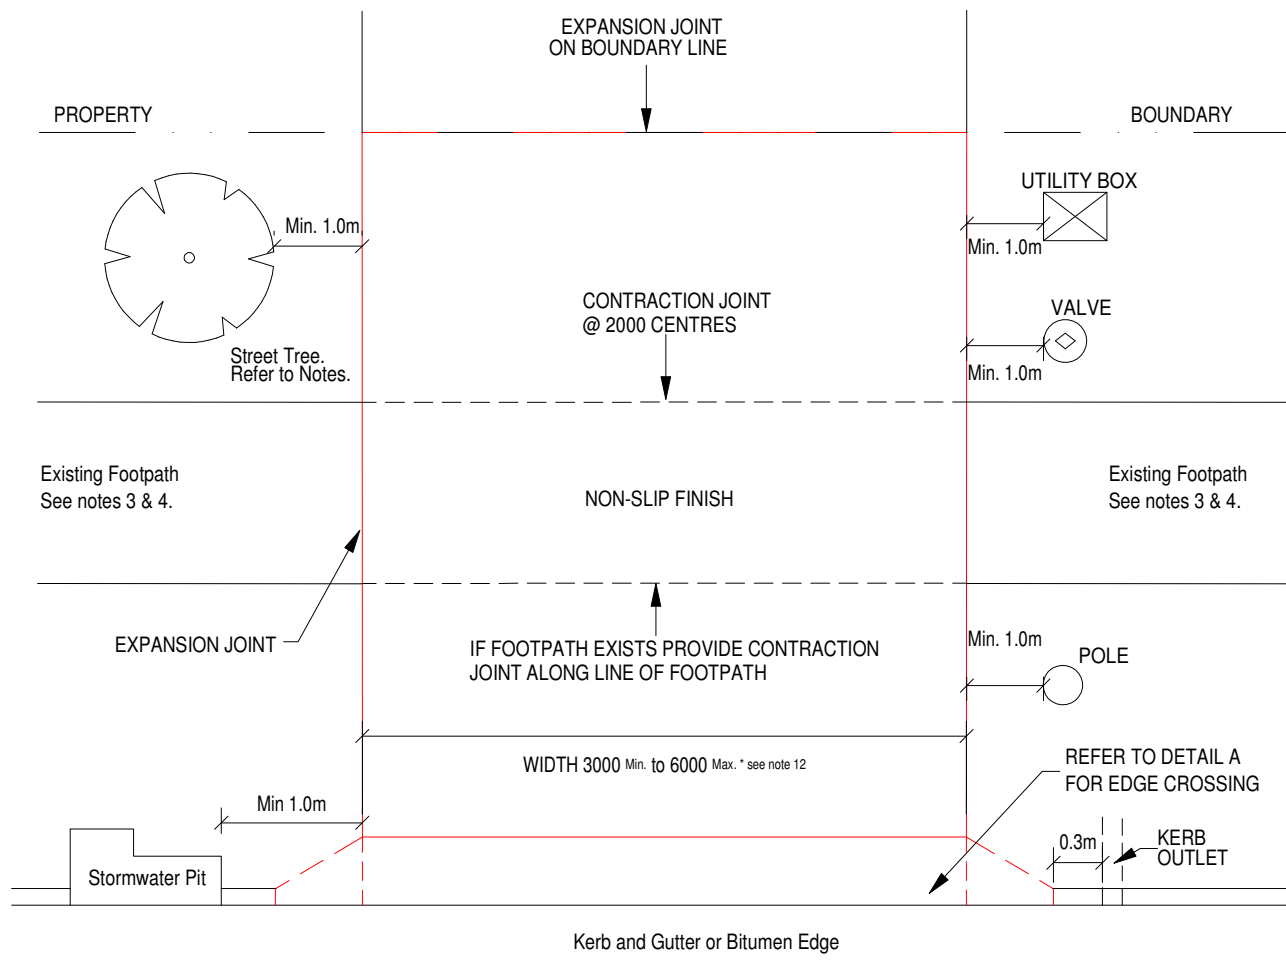 EXPANSION JOINT
ON BOUNDARY LINE
PROPERTY
BOUNDARY
UTILITY BOX
Min. 1.0m
Min. 1.0m
CONTRACTION JOINT
@ 2000 CENTRES
VALVE
Street Tree.
Refer to Notes.
Min. 1.0m
Existing Footpath
See notes 3 & 4.
NON-SLIP FINISH
Existing Footpath
See notes 3 & 4.
EXPANSION JOINT
IF FOOTPATH EXISTS PROVIDE CONTRACTION
JOINT ALONG LINE OF FOOTPATH
Min. 1.0m
POLE
WIDTH 3000 Min. to 6000 Max. * see note 12
REFER TO DETAIL A
FOR EDGE CROSSING
Min 1.0m
0.3m
KERB
OUTLET
Stormwater Pit
Kerb and Gutter or Bitumen Edge